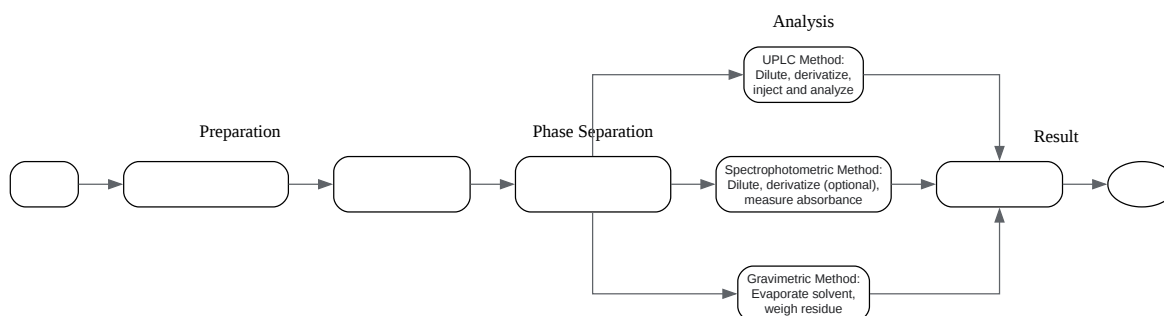 Analysis
UPLC Method:
Dilute, derivatize,
inject and analyze
Preparation
Phase Separation
Result
Spectrophotometric Method:
Dilute, derivatize (optional),
measure absorbance
Gravimetric Method:
Evaporate solvent,
weigh residue